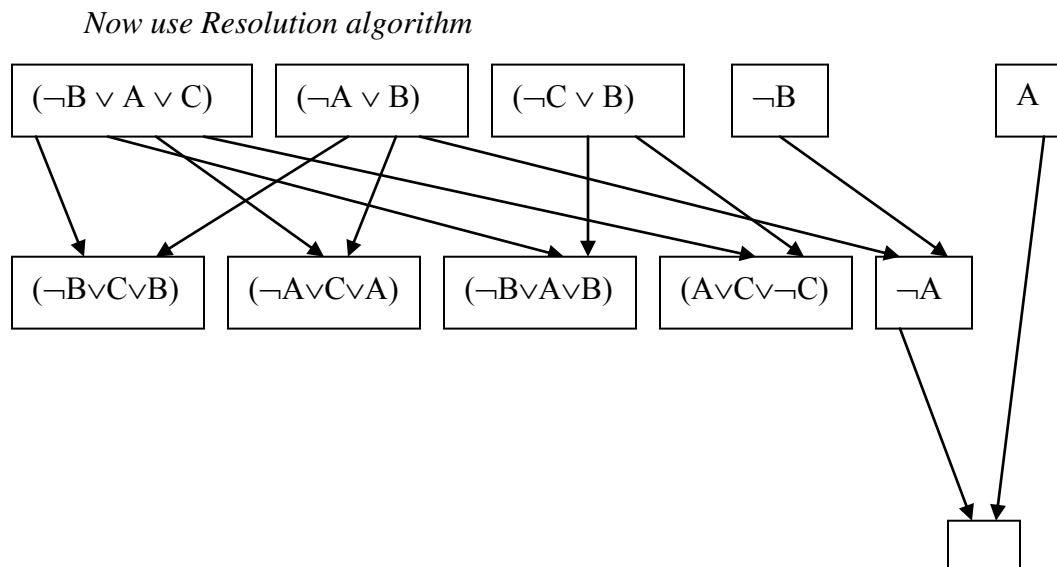 Now use Resolution algorithm
(¬B ∨ A ∨ C) (¬A ∨ B) (¬C ∨ B) ¬B A
(¬B∨C∨B) (¬A∨C∨A) (¬B∨A∨B) (A∨C∨¬C) ¬A